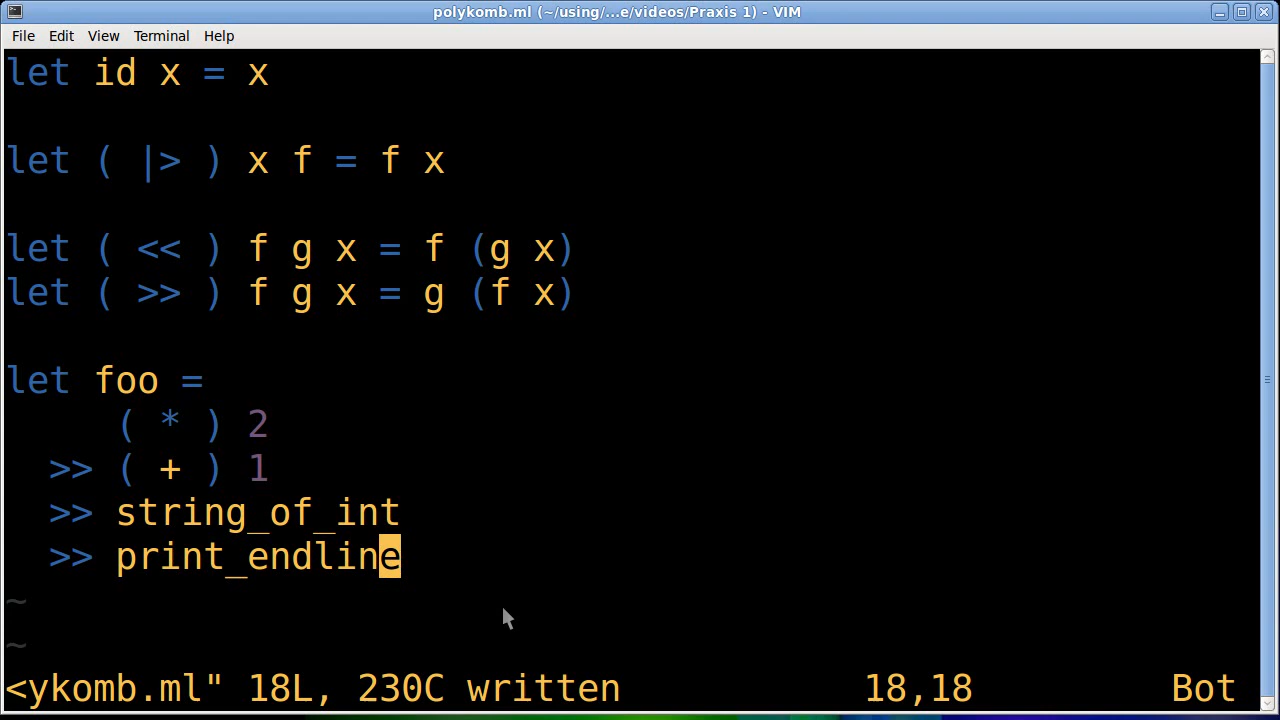 polykomb.ml (~/using/...e/videos/Praxis 1) - VIM
File Edit View Terminal Help
let id x = x
let ( |> ) x f = f x
let ( << ) f g x = f (g x)
let ( >> ) f g x = g (f x)
let foo =
     ( * ) 2
  >> ( + ) 1
  >> string_of_int
  >> print_endline
~
~
<ykomb.ml" 18L, 230C written 18,18 Bot